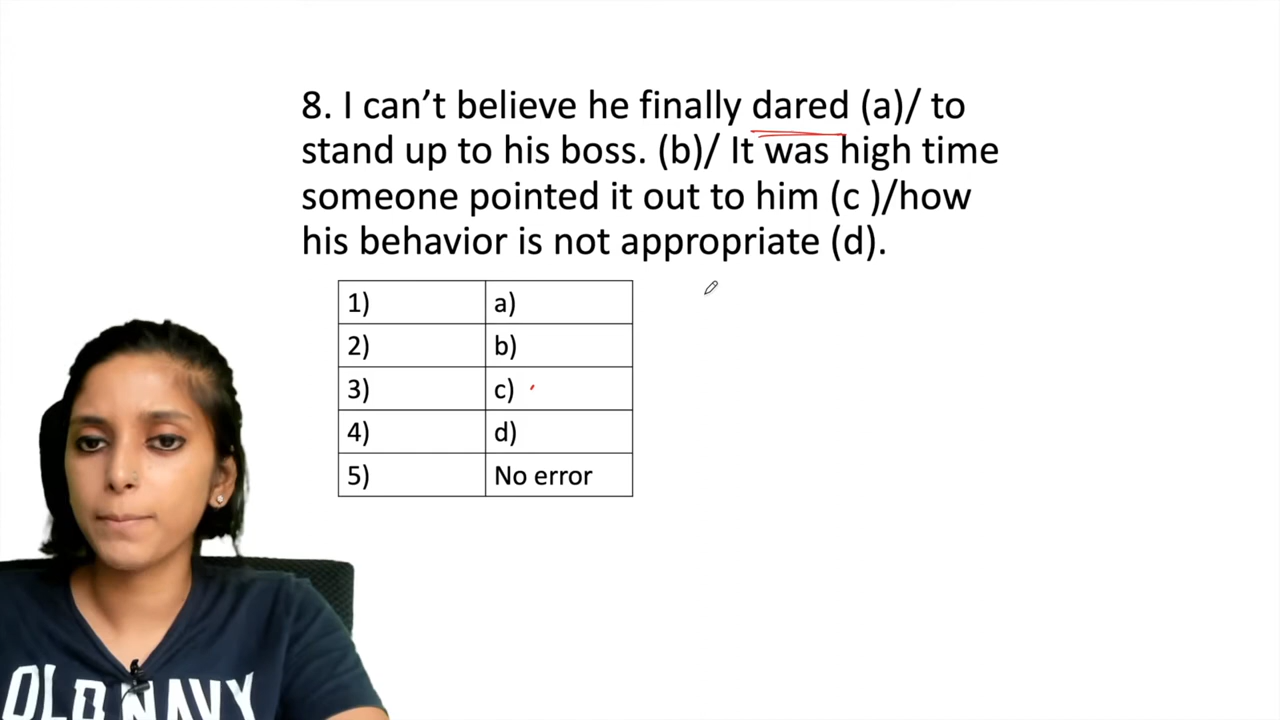 8. I can't believe he finally dared (a)/ to
stand up to his boss. (b)/ It was high time
someone pointed it out to him (c )/how
his behavior is not appropriate (d).
1) a)
2) b)
3) c)
4) d)
5) No error
OLD NAVY